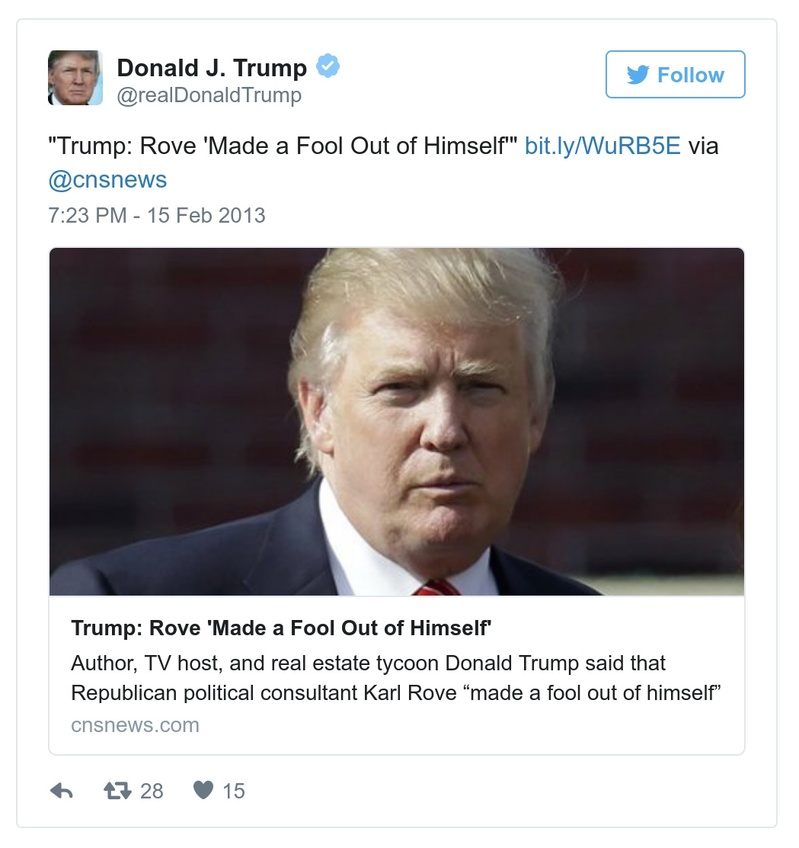 Donald J. Trump
@realDonaldTrump
Follow
"Trump: Rove 'Made a Fool Out of Himself'" bit.ly/WuRB5E via
@cnsnews
7:23 PM - 15 Feb 2013
Trump: Rove 'Made a Fool Out of Himself'
Author, TV host, and real estate tycoon Donald Trump said that
Republican political consultant Karl Rove “made a fool out of himself”
cnsnews.com
28 15